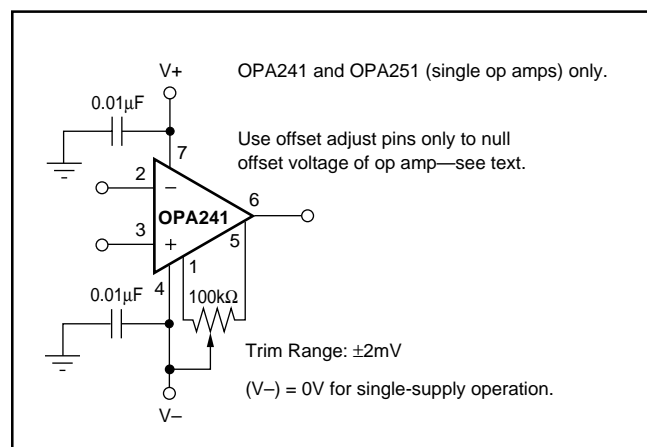 V+
OPA241 and OPA251 (single op amps) only.
0.01µF
Use offset adjust pins only to null
offset voltage of op amp—see text.
7
2
−
6
OPA241
3
+
5
1
4
100kΩ
0.01µF
Trim Range: ±2mV
(V–) = 0V for single-supply operation.
V–